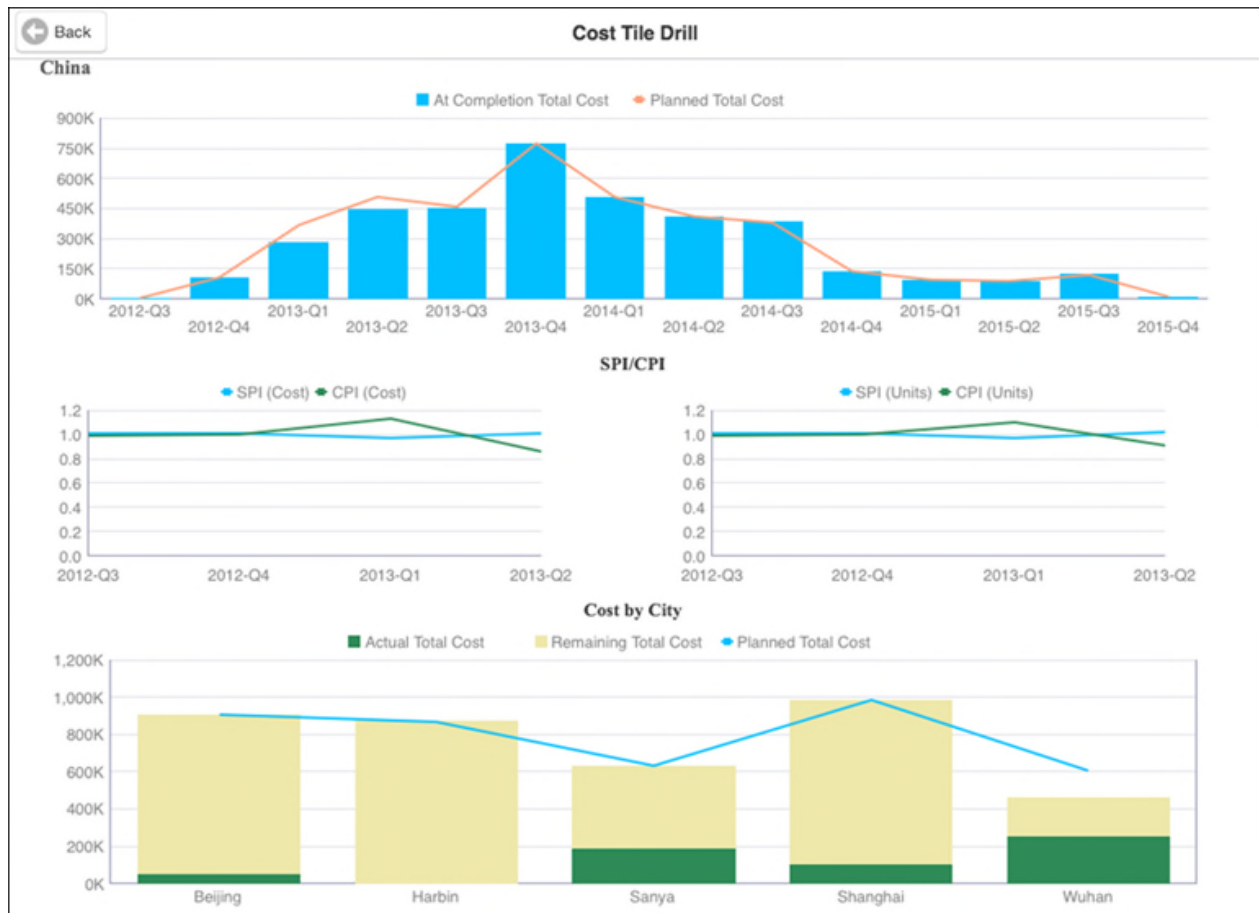 Back
Cost Tile Drill
China
At Completion Total Cost Planned Total Cost
900K
750K
600K
450K
300K
150K
0K
2012-Q3 2012-Q4 2013-Q1 2013-Q2 2013-Q3 2013-Q4 2014-Q1 2014-Q2 2014-Q3 2014-Q4 2015-Q1 2015-Q2 2015-Q3 2015-Q4
SPI/CPI
SPI (Cost) CPI (Cost)
1.2
1.0
0.8
0.6
0.4
0.2
0.0
2012-Q3 2012-Q4 2013-Q1 2013-Q2
SPI (Units) CPI (Units)
1.2
1.0
0.8
0.6
0.4
0.2
0.0
2012-Q3 2012-Q4 2013-Q1 2013-Q2
Cost by City
Actual Total Cost Remaining Total Cost Planned Total Cost
1,200K
1,000K
800K
600K
400K
200K
0K
Beijing Harbin Sanya Shanghai Wuhan